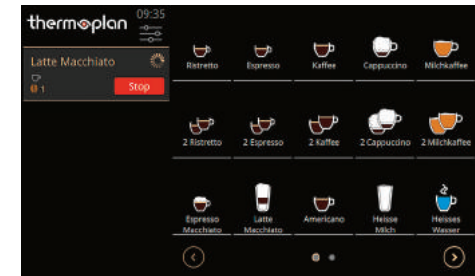 thermoplan 09:35
Latte Macchiato
1
Stop
Ristretto Espresso Kaffee Cappuccino Milchkaffee
2 Ristretto 2 Espresso 2 Kaffee 2 Cappuccino 2 Milchkaffee
Espresso Macchiato
Latte Macchiato
Americano
Heisse Milch
Heisses Wasser